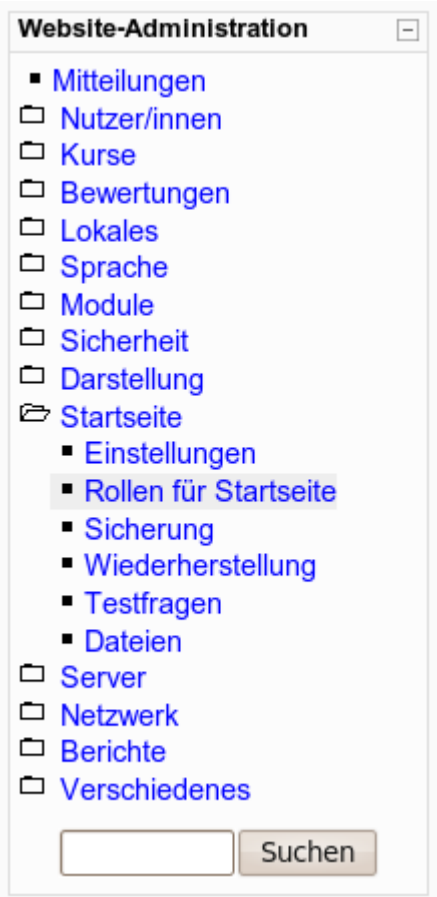 Website-Administration
Mitteilungen
Nutzer/innen
Kurse
Bewertungen
Lokales
Sprache
Module
Sicherheit
Darstellung
Startseite
Einstellungen
Rollen für Startseite
Sicherung
Wiederherstellung
Testfragen
Dateien
Server
Netzwerk
Berichte
Verschiedenes
Suchen